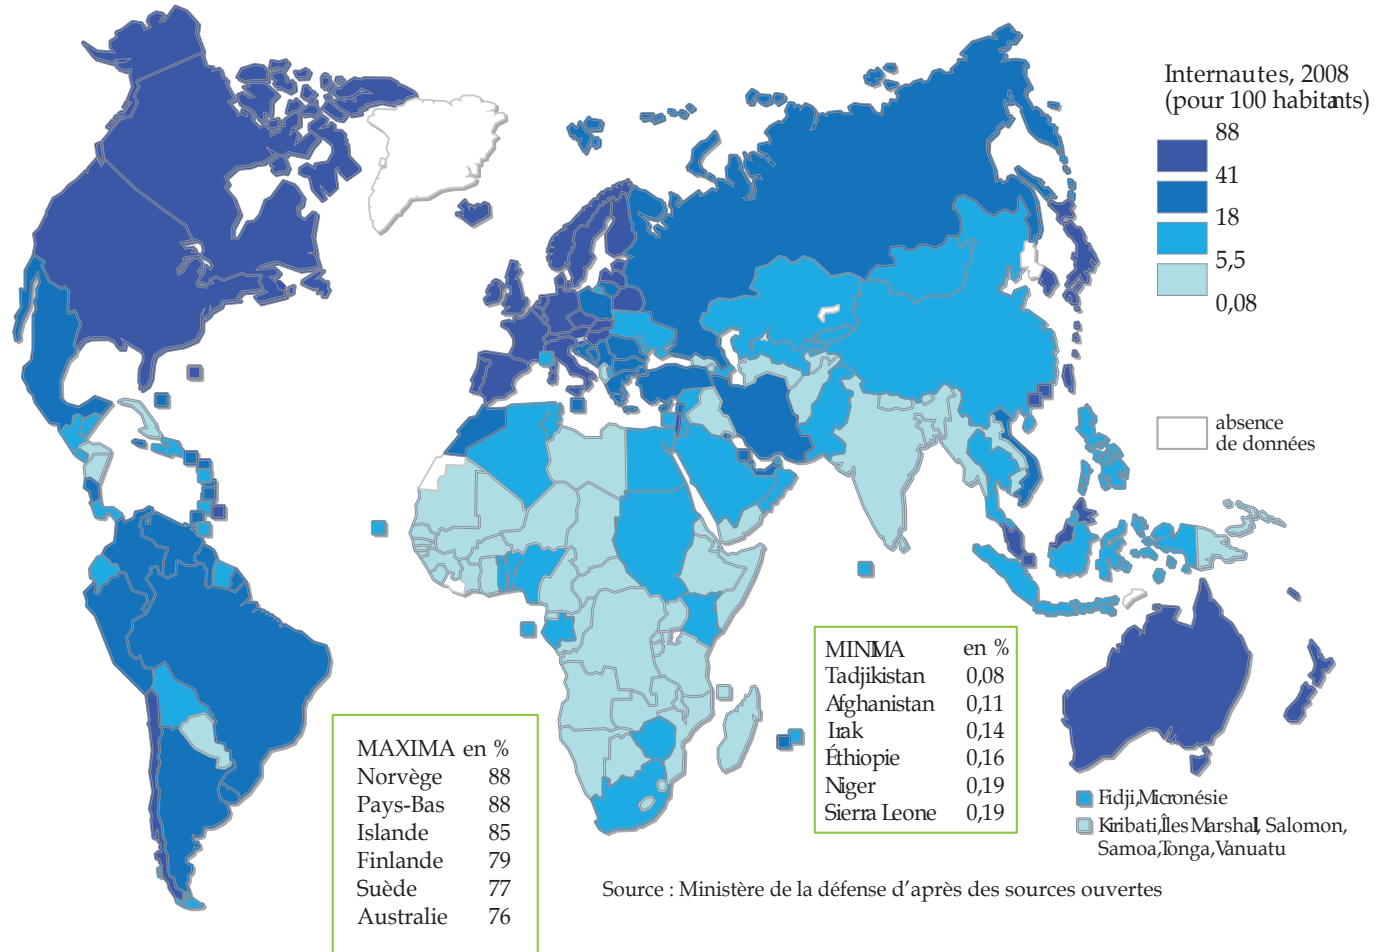 Internautes, 2008
(pour 100 habitants)
88
41
18
5,5
0,08
absence
de données
MINIMA en %
Tadjikistan 0,08
Afghanistan 0,11
Irak 0,14
Éthiopie 0,16
Niger 0,19
Sierra Leone 0,19
MAXIMA en %
Norvège 88
Pays-Bas 88
Islande 85
Finlande 79
Suède 77
Australie 76
Fidji,Micronésie
Kiribati,Îles Marshall, Salomon,
Samoa,Tonga,Vanuatu
Source : Ministère de la défense d’après des sources ouvertes